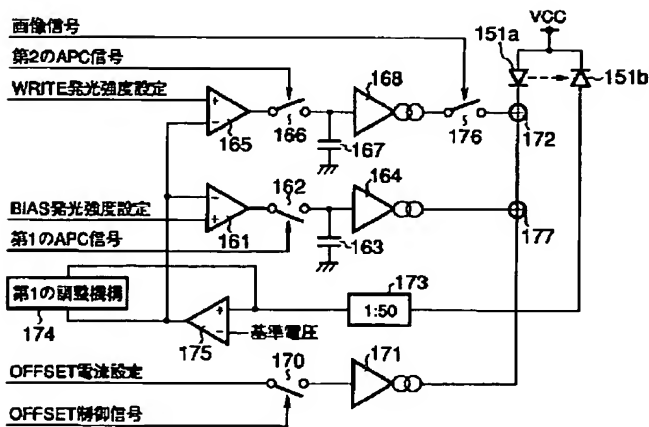 画像信号
第2のAPC信号
WRITE発光強度設定
BIAS発光強度設定
第1のAPC信号
第1の調整機構
OFFSET電流設定
OFFSET制御信号
VCC
151a
151b
168
165
166
167
176
172
162
164
161
163
177
173
1:50
174
175
基準電圧
170
171
+
-
-
+
+
-